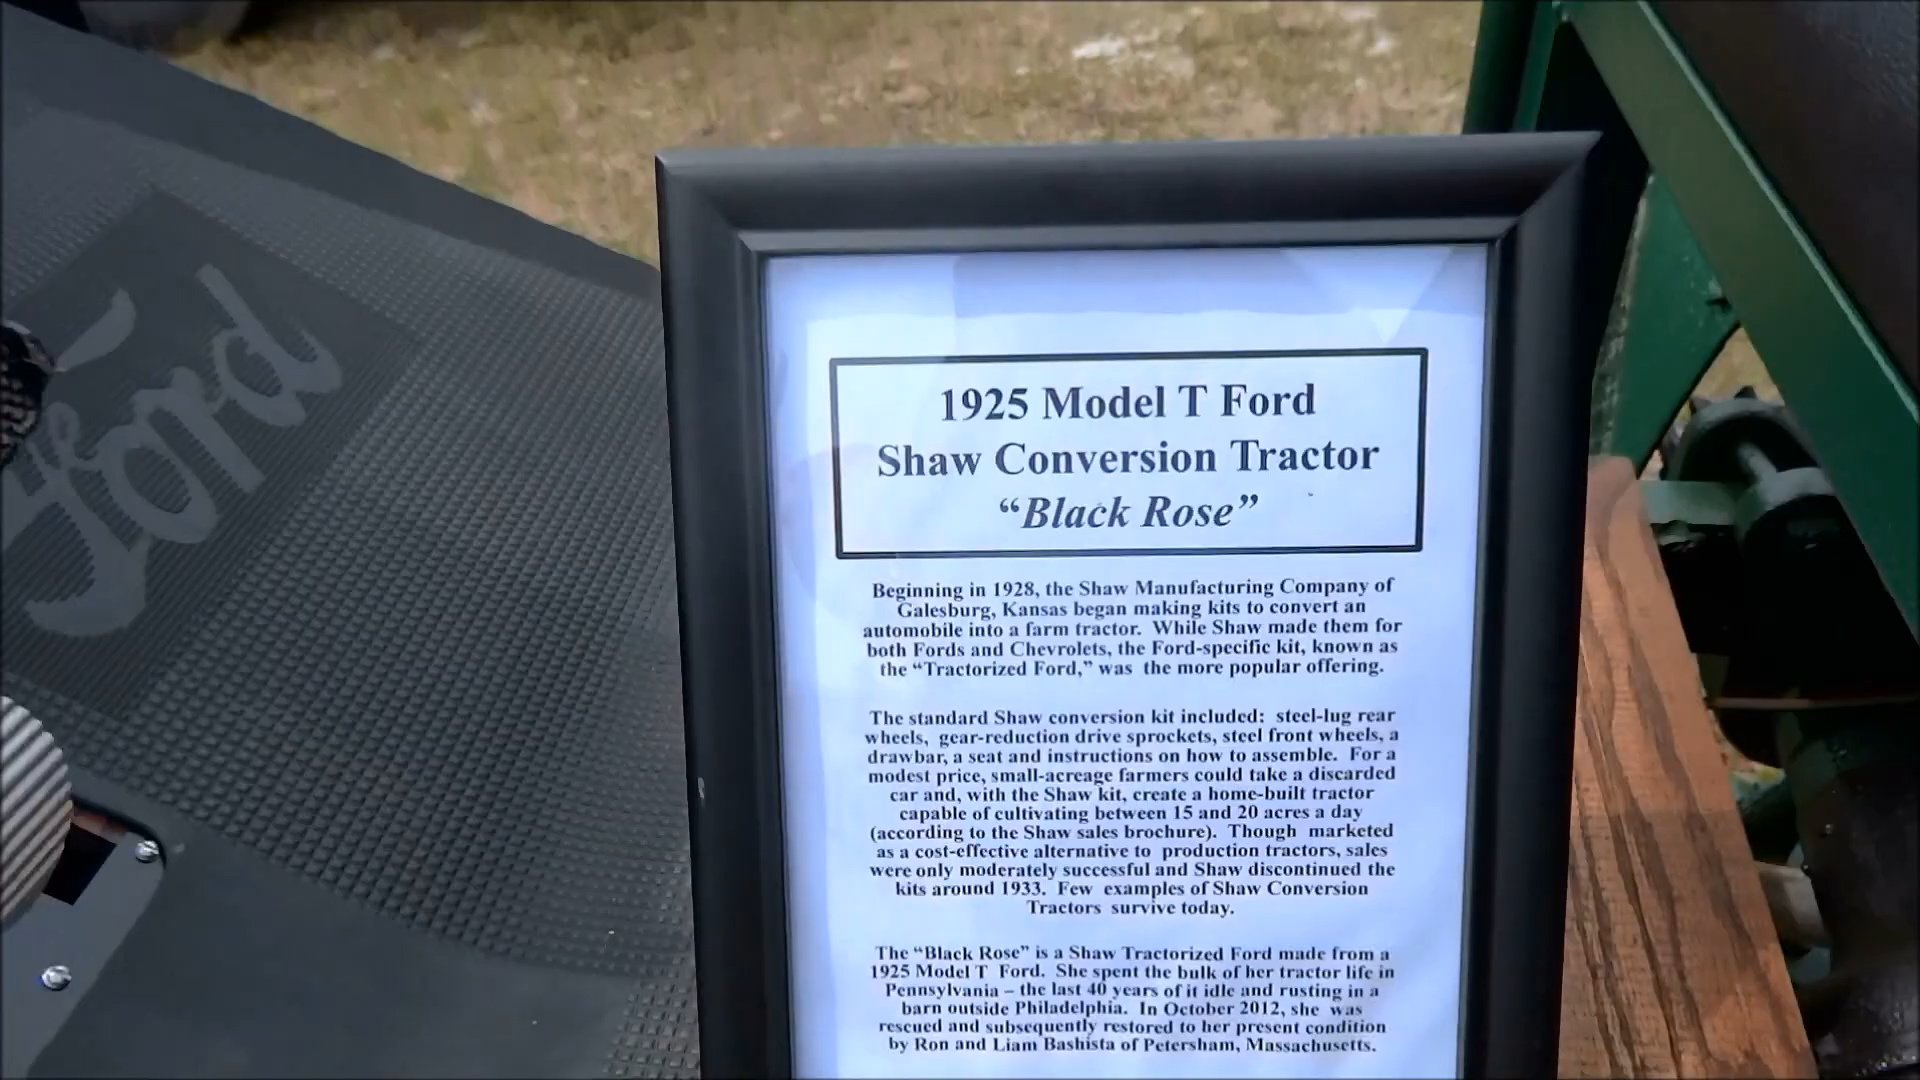 Ford
1925 Model T Ford
Shaw Conversion Tractor
“Black Rose”
Beginning in 1928, the Shaw Manufacturing Company of
Galesburg, Kansas began making kits to convert an
automobile into a farm tractor. While Shaw made them for
both Fords and Chevrolets, the Ford-specific kit, known as
the “Tractorized Ford,” was the more popular offering.
The standard Shaw conversion kit included: steel-lug rear
wheels, gear-reduction drive sprockets, steel front wheels, a
drawbar, a seat and instructions on how to assemble. For a
modest price, small-acreage farmers could take a discarded
car and, with the Shaw kit, create a home-built tractor
capable of cultivating between 15 and 20 acres a day
(according to the Shaw sales brochure). Though marketed
as a cost-effective alternative to production tractors, sales
were only moderately successful and Shaw discontinued the
kits around 1933. Few examples of Shaw Conversion
Tractors survive today.
The “Black Rose” is a Shaw Tractorized Ford made from a
1925 Model T Ford. She spent the bulk of her tractor life in
Pennsylvania – the last 40 years of it idle and rusting in a
barn outside Philadelphia. In October 2012, she was
rescued and subsequently restored to her present condition
by Ron and Liam Bashista of Petersham, Massachusetts.